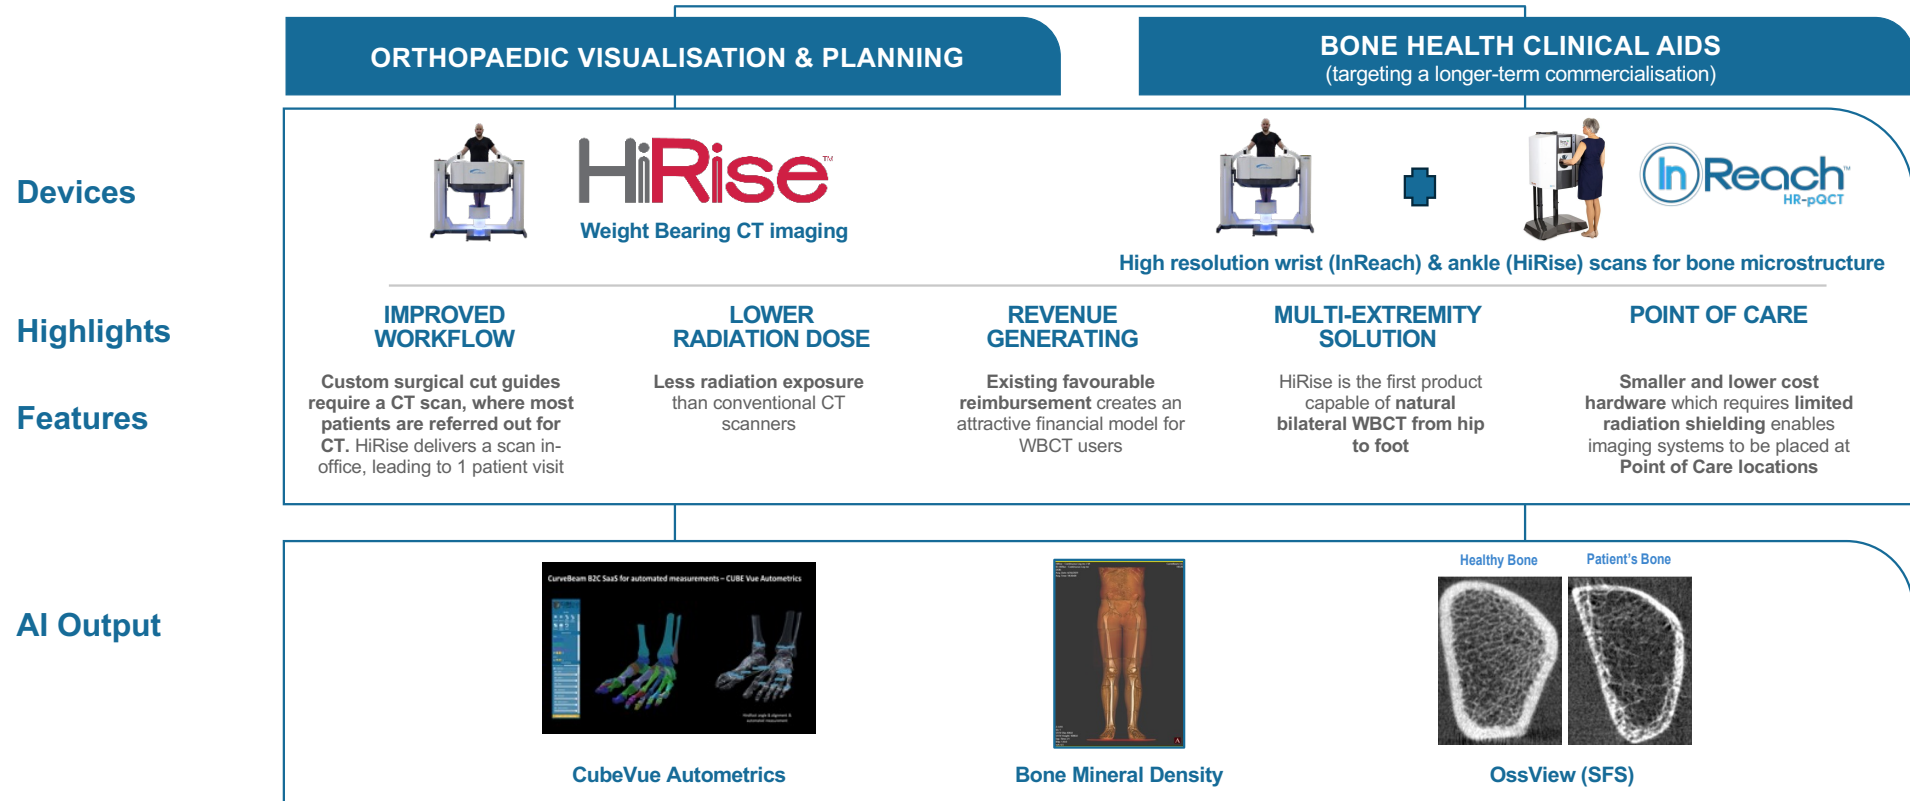 ORTHOPAEDIC VISUALISATION & PLANNING
BONE HEALTH CLINICAL AIDS
(targeting a longer-term commercialisation)
Devices
HiRise™
Weight Bearing CT imaging
InReach™
HR-pQCT
High resolution wrist (InReach) & ankle (HiRise) scans for bone microstructure
Highlights
IMPROVED
WORKFLOW
LOWER
RADIATION DOSE
REVENUE
GENERATING
MULTI-EXTREMITY
SOLUTION
POINT OF CARE
Features
Custom surgical cut guides
require a CT scan, where most
patients are referred out for
CT. HiRise delivers a scan in-
office, leading to 1 patient visit
Less radiation exposure
than conventional CT
scanners
Existing favourable
reimbursement creates an
attractive financial model for
WBCT users
HiRise is the first product
capable of natural
bilateral WBCT from hip
to foot
Smaller and lower cost
hardware which requires limited
radiation shielding enables
imaging systems to be placed at
Point of Care locations
AI Output
CurveBeam B2C SaaS for automated measurements – CUBE Vue Autometrics
Hindfoot angle & alignment &
automated measurement
CubeVue Autometrics
Bone Mineral Density
Healthy Bone
Patient's Bone
OssView (SFS)